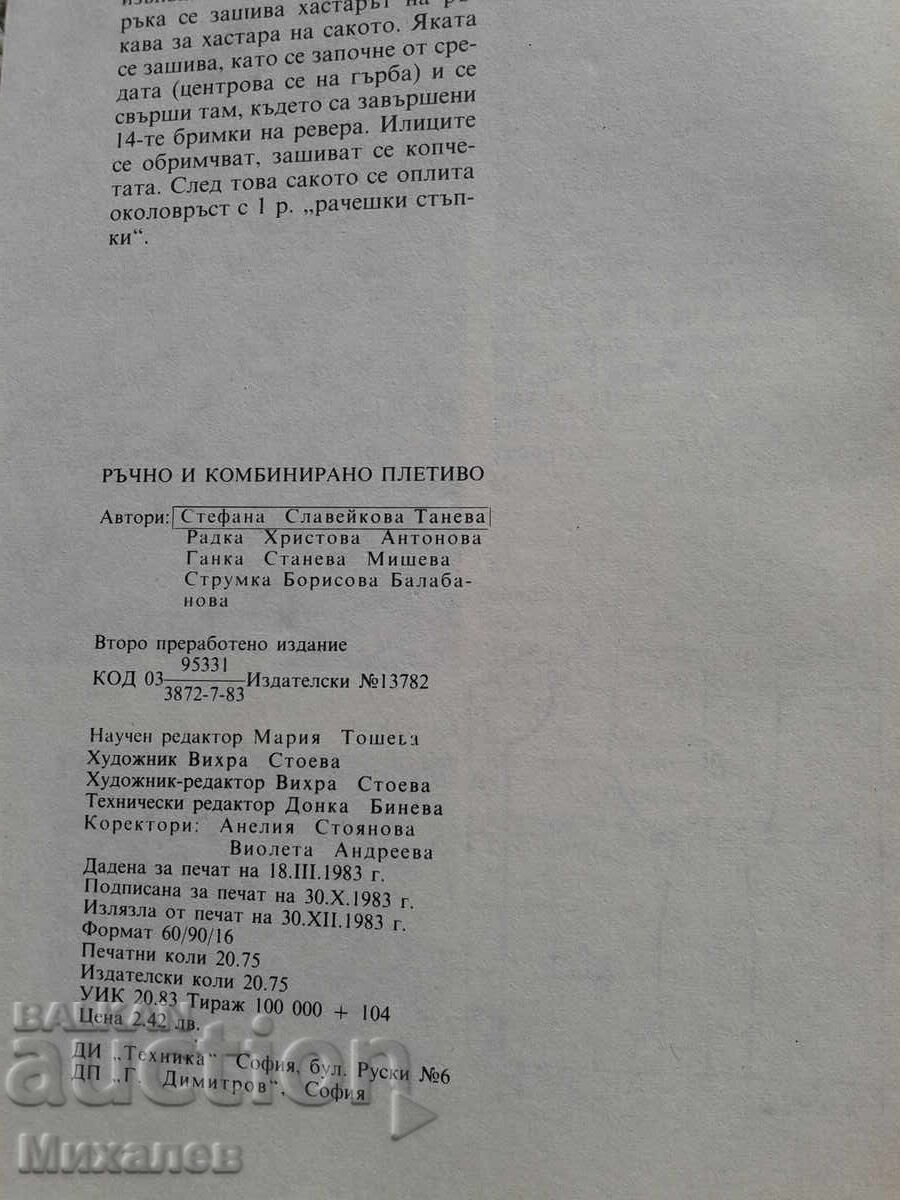 ръка се зашива хастарът на ръ-
кава за хастара на сакото. Яката
се зашива, като се започне от сре-
дата (центрова се на гърба) и се
свърши там, където са завършени
14-те бримки на ревера. Илиците
се обримчват, зашиват се копче-
тата. След това сакото се оплита
околовръст с 1 р. „рачешки стъп-
ки“.
РЪЧНО И КОМБИНИРАНО ПЛЕТИВО
Автори: Стефана Славейкова Танева
Радка Христова Антонова
Ганка Станева Мишева
Струмка Борисова Балаба-
нова
Второ преработено издание
95331
КОД 03 Издателски №13782
3872-7-83
Научен редактор Мария Тошева
Художник Вихра Стоева
Художник-редактор Вихра Стоева
Технически редактор Донка Бинева
Коректори: Анелия Стоянова
Виолета Андреева
Дадена за печат на 18.III.1983 г.
Подписана за печат на 30.X.1983 г.
Излязла от печат на 30.XII.1983 г.
Формат 60/90/16
Печатни коли 20.75
Издателски коли 20.75
УИК 20.83 Тираж 100 000 + 104
Цена 2.42 лв.
ДИ „Техника“ София, бул. Руски №6
ДП „Г. Димитров“, София
BALKAN
auction
Михалев